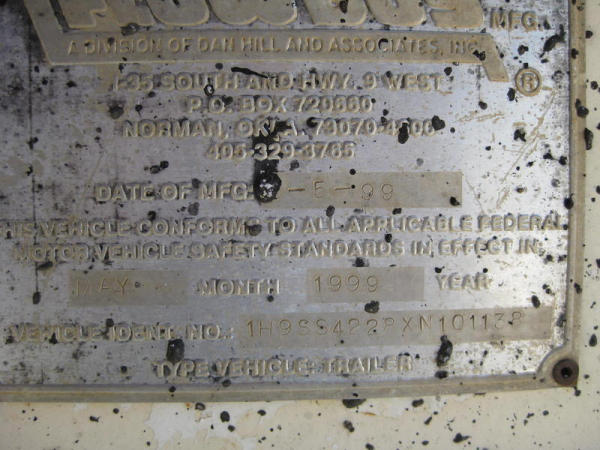 MFG.
A DIVISION OF DAN HILL AND ASSOCIATES, INC.
®
I-35 SOUTH AND HWY. 9 WEST
P.O. BOX 720660
NORMAN, OKLA.
405-329-3765
DATE OF MFG. -5-99
THIS VEHICLE CONFORMS TO ALL APPLICABLE FEDERAL
MOTOR VEHICLE SAFETY STANDARDS IN EFFECT IN:
MAY MONTH 1999 YEAR
VEHICLE IDENT. NO.:
TYPE VEHICLE: TRAILER